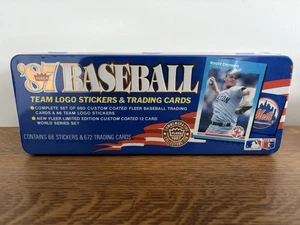 '87 BASEBALL
TEAM LOGO STICKERS & TRADING CARDS
• COMPLETE SET OF 660 CUSTOM COATED FLEER BASEBALL TRADING
CARDS & 66 TEAM LOGO STICKERS
• NEW FLEER LIMITED EDITION CUSTOM COATED 12 CARD
WORLD SERIES SET
CONTAINS 66 STICKERS & 672 TRADING CARDS
Roger Clemens
Mets